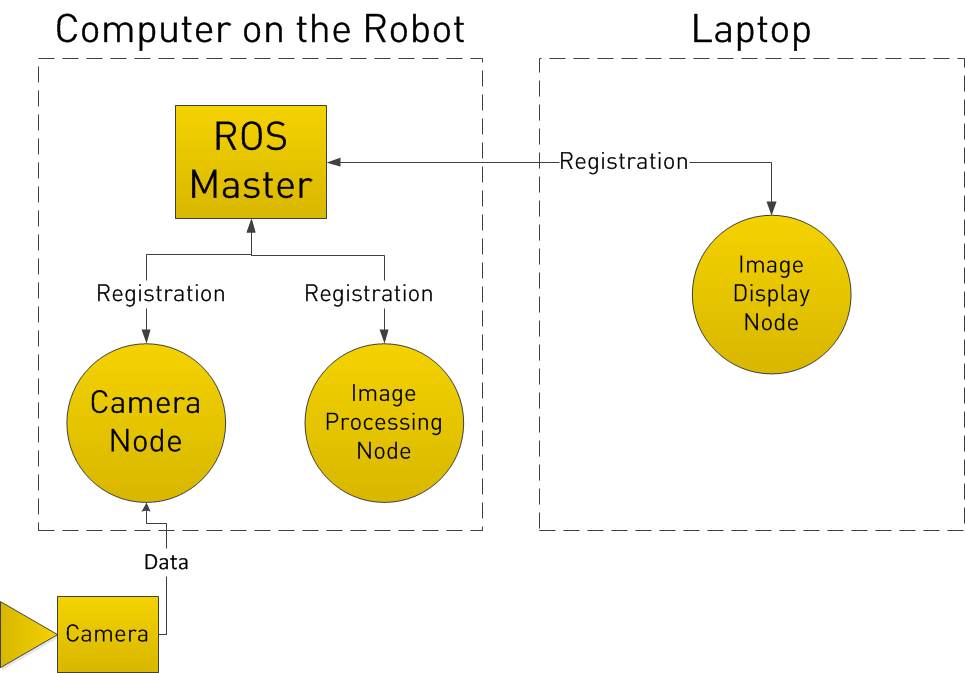 Computer on the Robot
Laptop
ROS
Master
Registration
Image
Display
Node
Registration
Registration
Camera
Node
Image
Processing
Node
Data
Camera